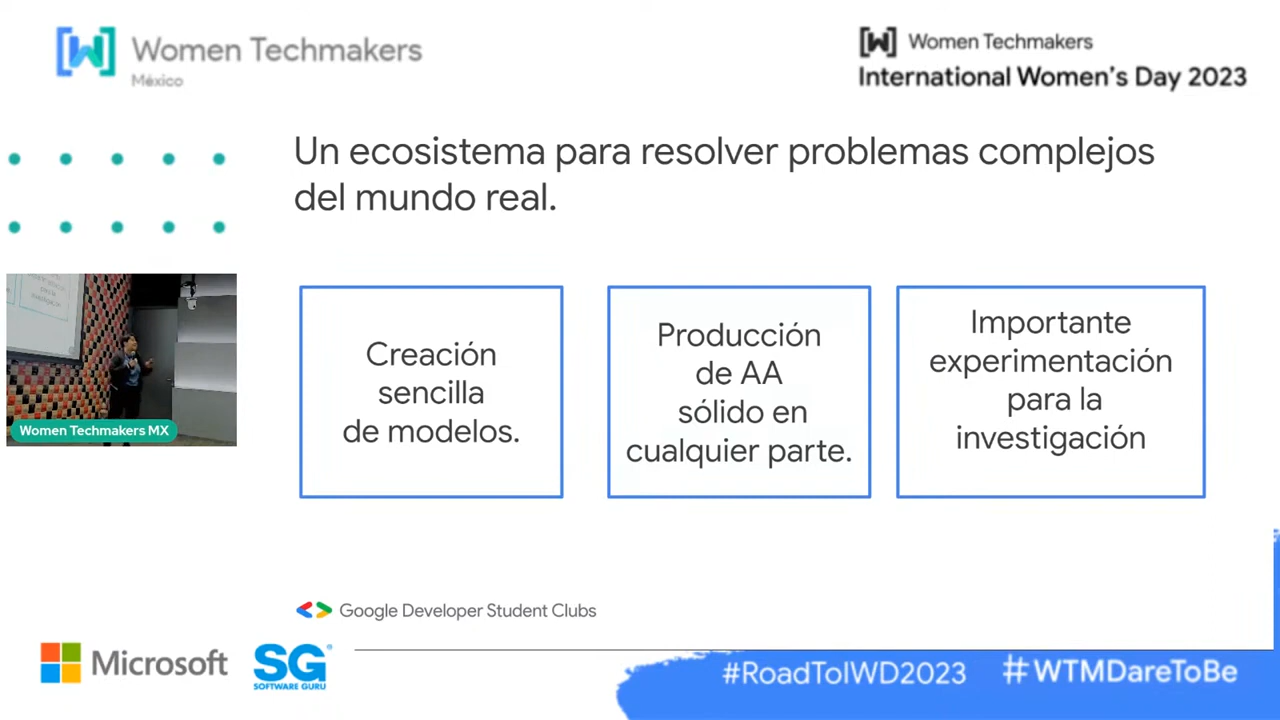 Women Techmakers
México
Women Techmakers
International Women's Day 2023
Un ecosistema para resolver problemas complejos
del mundo real.
Creación
sencilla
de modelos.
Producción
de AA
sólido en
cualquier parte.
Importante
experimentación
para la
investigación
Women Techmakers MX
Google Developer Student Clubs
Microsoft
SG
SOFTWARE GURU
#RoadToIWD2023
#WTMDareToBe